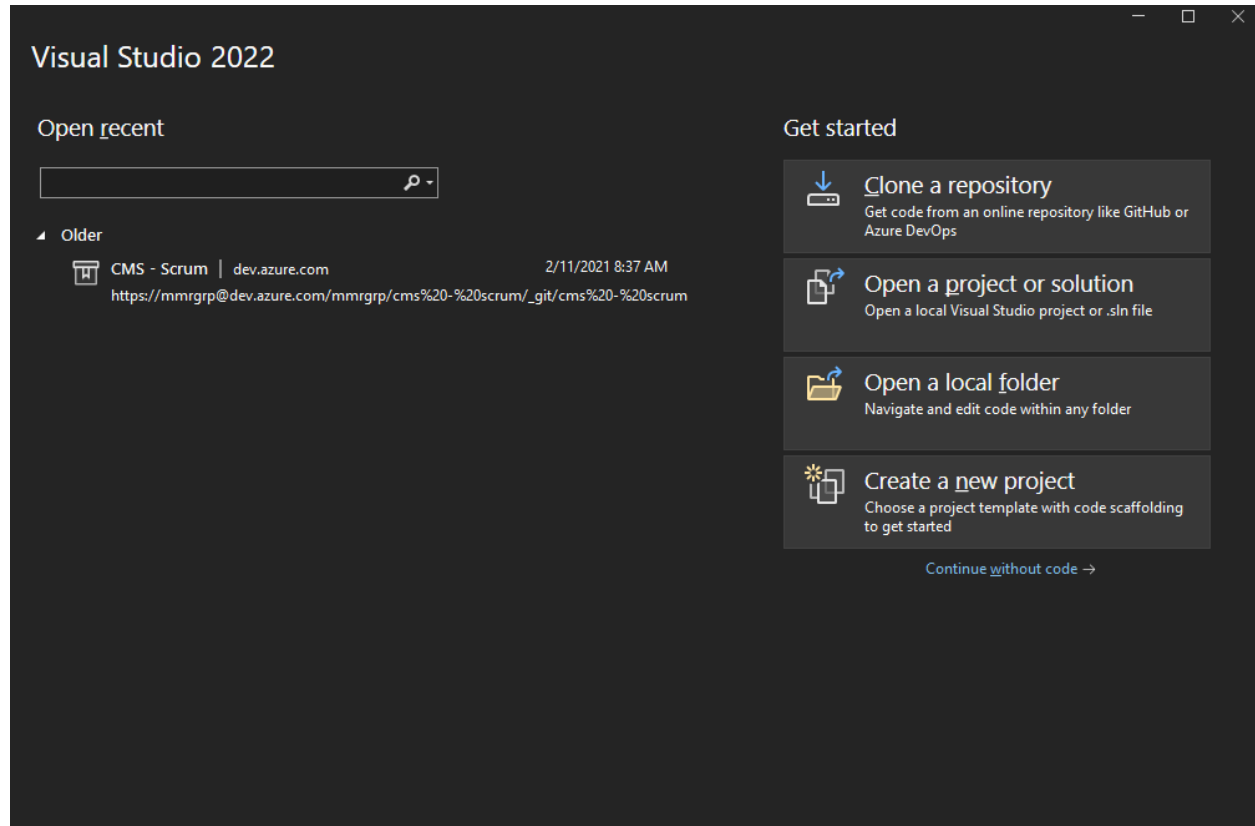 Visual Studio 2022
Open recent
Older
CMS - Scrum | dev.azure.com 2/11/2021 8:37 AM
https://mmrgrp@dev.azure.com/mmrgrp/cms%20-%20scrum/_git/cms%20-%20scrum
Get started
Clone a repository
Get code from an online repository like GitHub or
Azure DevOps
Open a project or solution
Open a local Visual Studio project or .sln file
Open a local folder
Navigate and edit code within any folder
Create a new project
Choose a project template with code scaffolding
to get started
Continue without code →